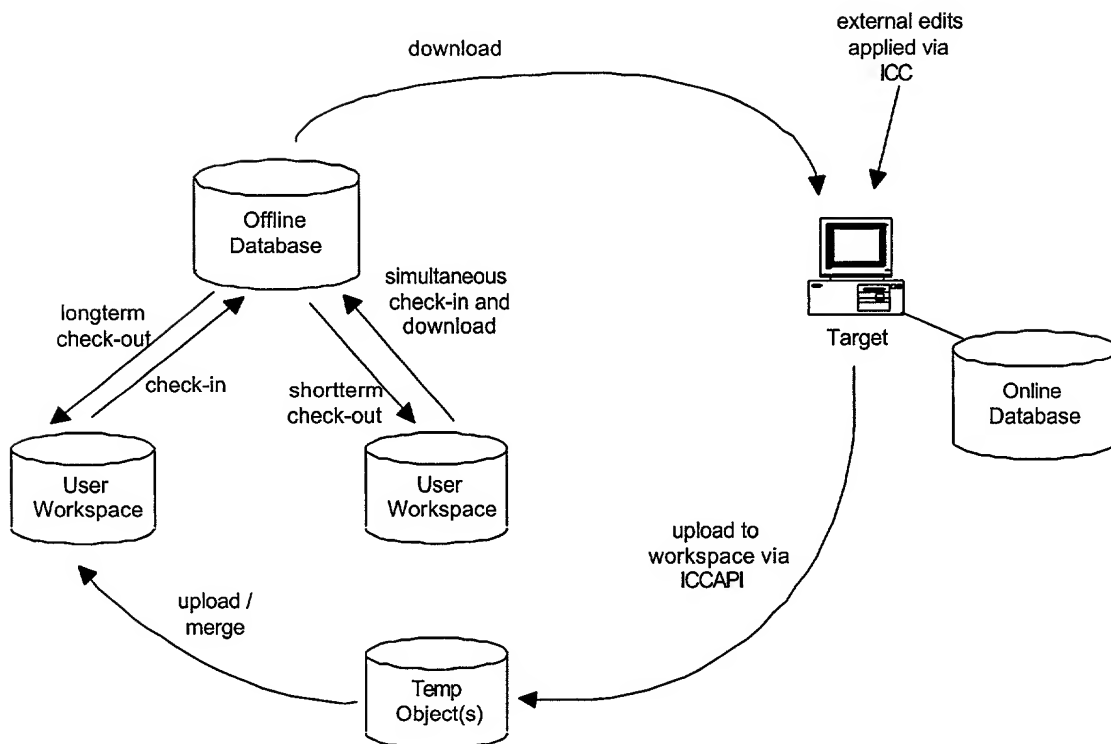 download
external edits
applied via
ICC
Offline
Database
simultaneous
check-in and
download
longterm
check-out
check-in
shortterm
check-out
Target
Online
Database
User
Workspace
User
Workspace
upload to
workspace via
ICCAPI
upload /
merge
Temp
Object(s)